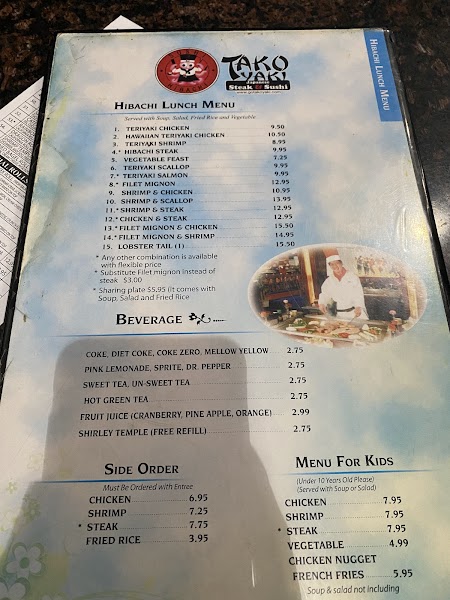 HIBACHI
TAKO
YAKI
Japanese
Steak & Sushi
HIBACHI LUNCH MENU
HIBACHI LUNCH MENU
Served with Soup, Salad, Fried Rice and Vegetable
1. TERIYAKI CHICKEN 9.50
2. HAWAIIAN TERIYAKI CHICKEN 10.50
3. TERIYAKI SHRIMP 8.95
4.* HIBACHI STEAK 9.95
5. VEGETABLE FEAST 7.25
6. TERIYAKI SCALLOP 9.95
7.* TERIYAKI SALMON 9.95
8.* FILET MIGNON 12.95
9. SHRIMP & CHICKEN 10.95
10. SHRIMP & SCALLOP 13.95
11.* SHRIMP & STEAK 12.95
12.* CHICKEN & STEAK 12.95
13.* FILET MIGNON & CHICKEN 15.50
14.* FILET MIGNON & SHRIMP 14.95
15. LOBSTER TAIL (1) 15.50
* Any other combination is available
with flexible price
* Substitute Filet mignon instead of
steak $3.00
* Sharing plate $5.95 (It comes with
Soup, Salad and Fried Rice
BEVERAGE
COKE, DIET COKE, COKE ZERO, MELLOW YELLOW 2.75
PINK LEMONADE, SPRITE, DR. PEPPER 2.75
SWEET TEA, UN-SWEET TEA 2.75
HOT GREEN TEA 2.75
FRUIT JUICE (CRANBERRY, PINE APPLE, ORANGE) 2.99
SHIRLEY TEMPLE (FREE REFILL) 2.75
SIDE ORDER
Must Be Ordered with Entree
CHICKEN 6.95
SHRIMP 7.25
* STEAK 7.75
FRIED RICE 3.95
MENU FOR KIDS
(Under 10 Years Old Please)
(Served with Soup or Salad)
CHICKEN 7.95
SHRIMP 7.95
* STEAK 7.95
VEGETABLE 4.99
CHICKEN NUGGET
FRENCH FRIES 5.95
Soup & salad not including